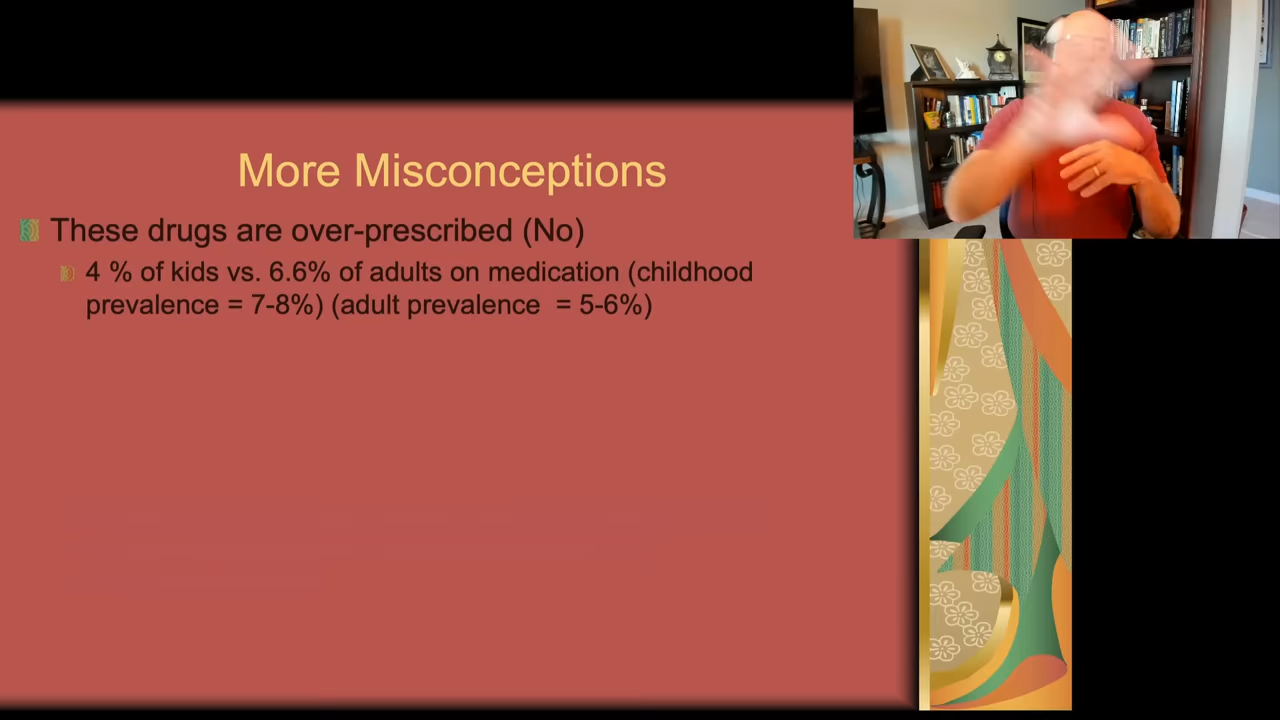 More Misconceptions
These drugs are over-prescribed (No)
4 % of kids vs. 6.6% of adults on medication (childhood
prevalence = 7-8%) (adult prevalence = 5-6%)